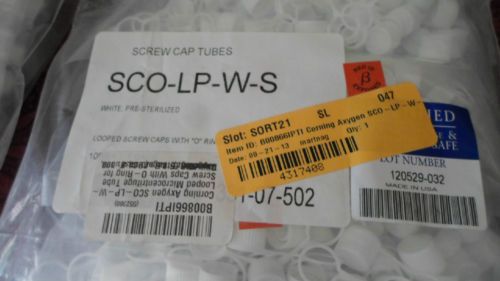 SCREW CAP TUBES
SCO-LP-W-S
WHITE, PRE-STERILIZED
LOOPED SCREW CAPS WITH "O" RIN
-07-502
Slot: SORT21 SL 047
Item ID: B00866IPTI Corning Axygen SCO-LP-W-
Date: 09-21-13 martmag Qty: 1
4317408
LOT NUMBER
120529-032
MADE IN USA
B00866IPTI
Corning Axygen SCO-LP-W-
Looped Microcentrifuge Tube
Screw Caps With O-Ring for